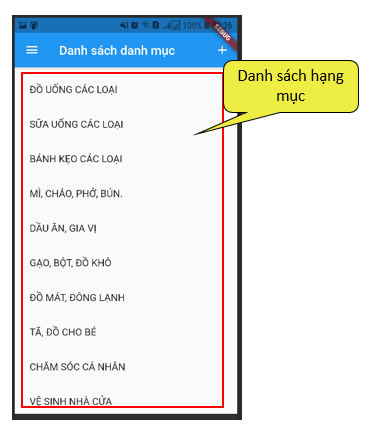 100% 36
DEBUG
Danh sách danh mục +
Danh sách hạng
mục
ĐỒ UỐNG CÁC LOẠI
SỮA UỐNG CÁC LOẠI
BÁNH KẸO CÁC LOẠI
MÌ, CHÁO, PHỞ, BÚN.
DẦU ĂN, GIA VỊ
GẠO, BỘT, ĐỒ KHÔ
ĐỒ MÁT, ĐÔNG LẠNH
TÃ, ĐỒ CHO BÉ
CHĂM SÓC CÁ NHÂN
VỆ SINH NHÀ CỬA